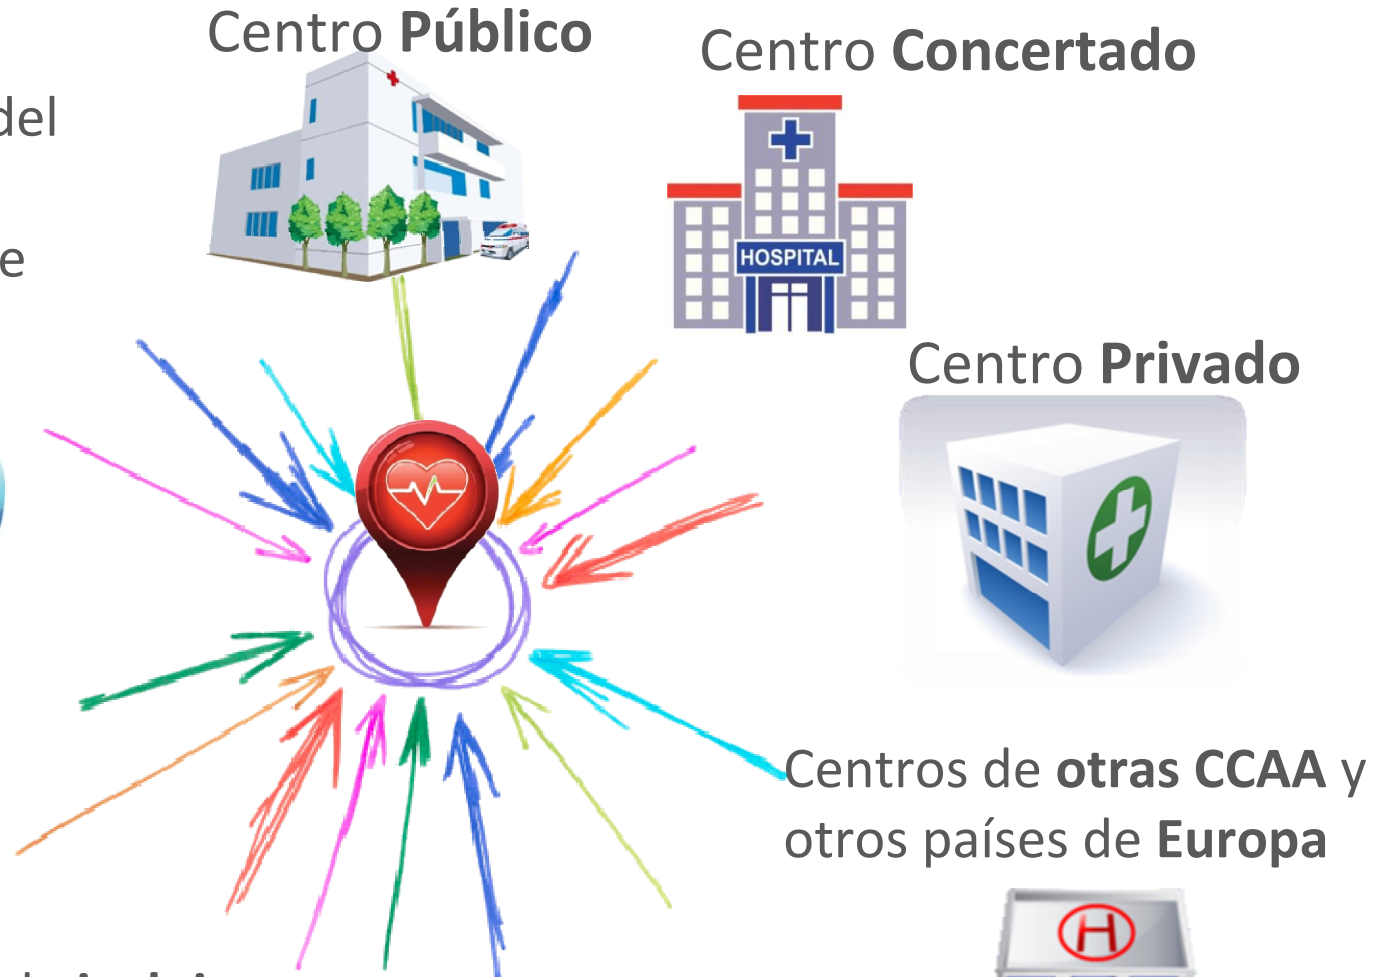 Centro Público
Centro Concertado
del
e
HOSPITAL
Centro Privado
Centros de otras CCAA y
otros países de Europa
H